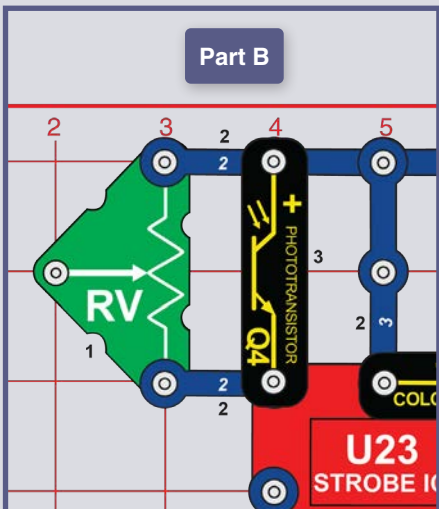 Part B
2 3 4 5
2
2
+
PHOTOTRANSISTOR
3
RV
Q4
2
3
1
2
2
COLO
U23
STROBE IC